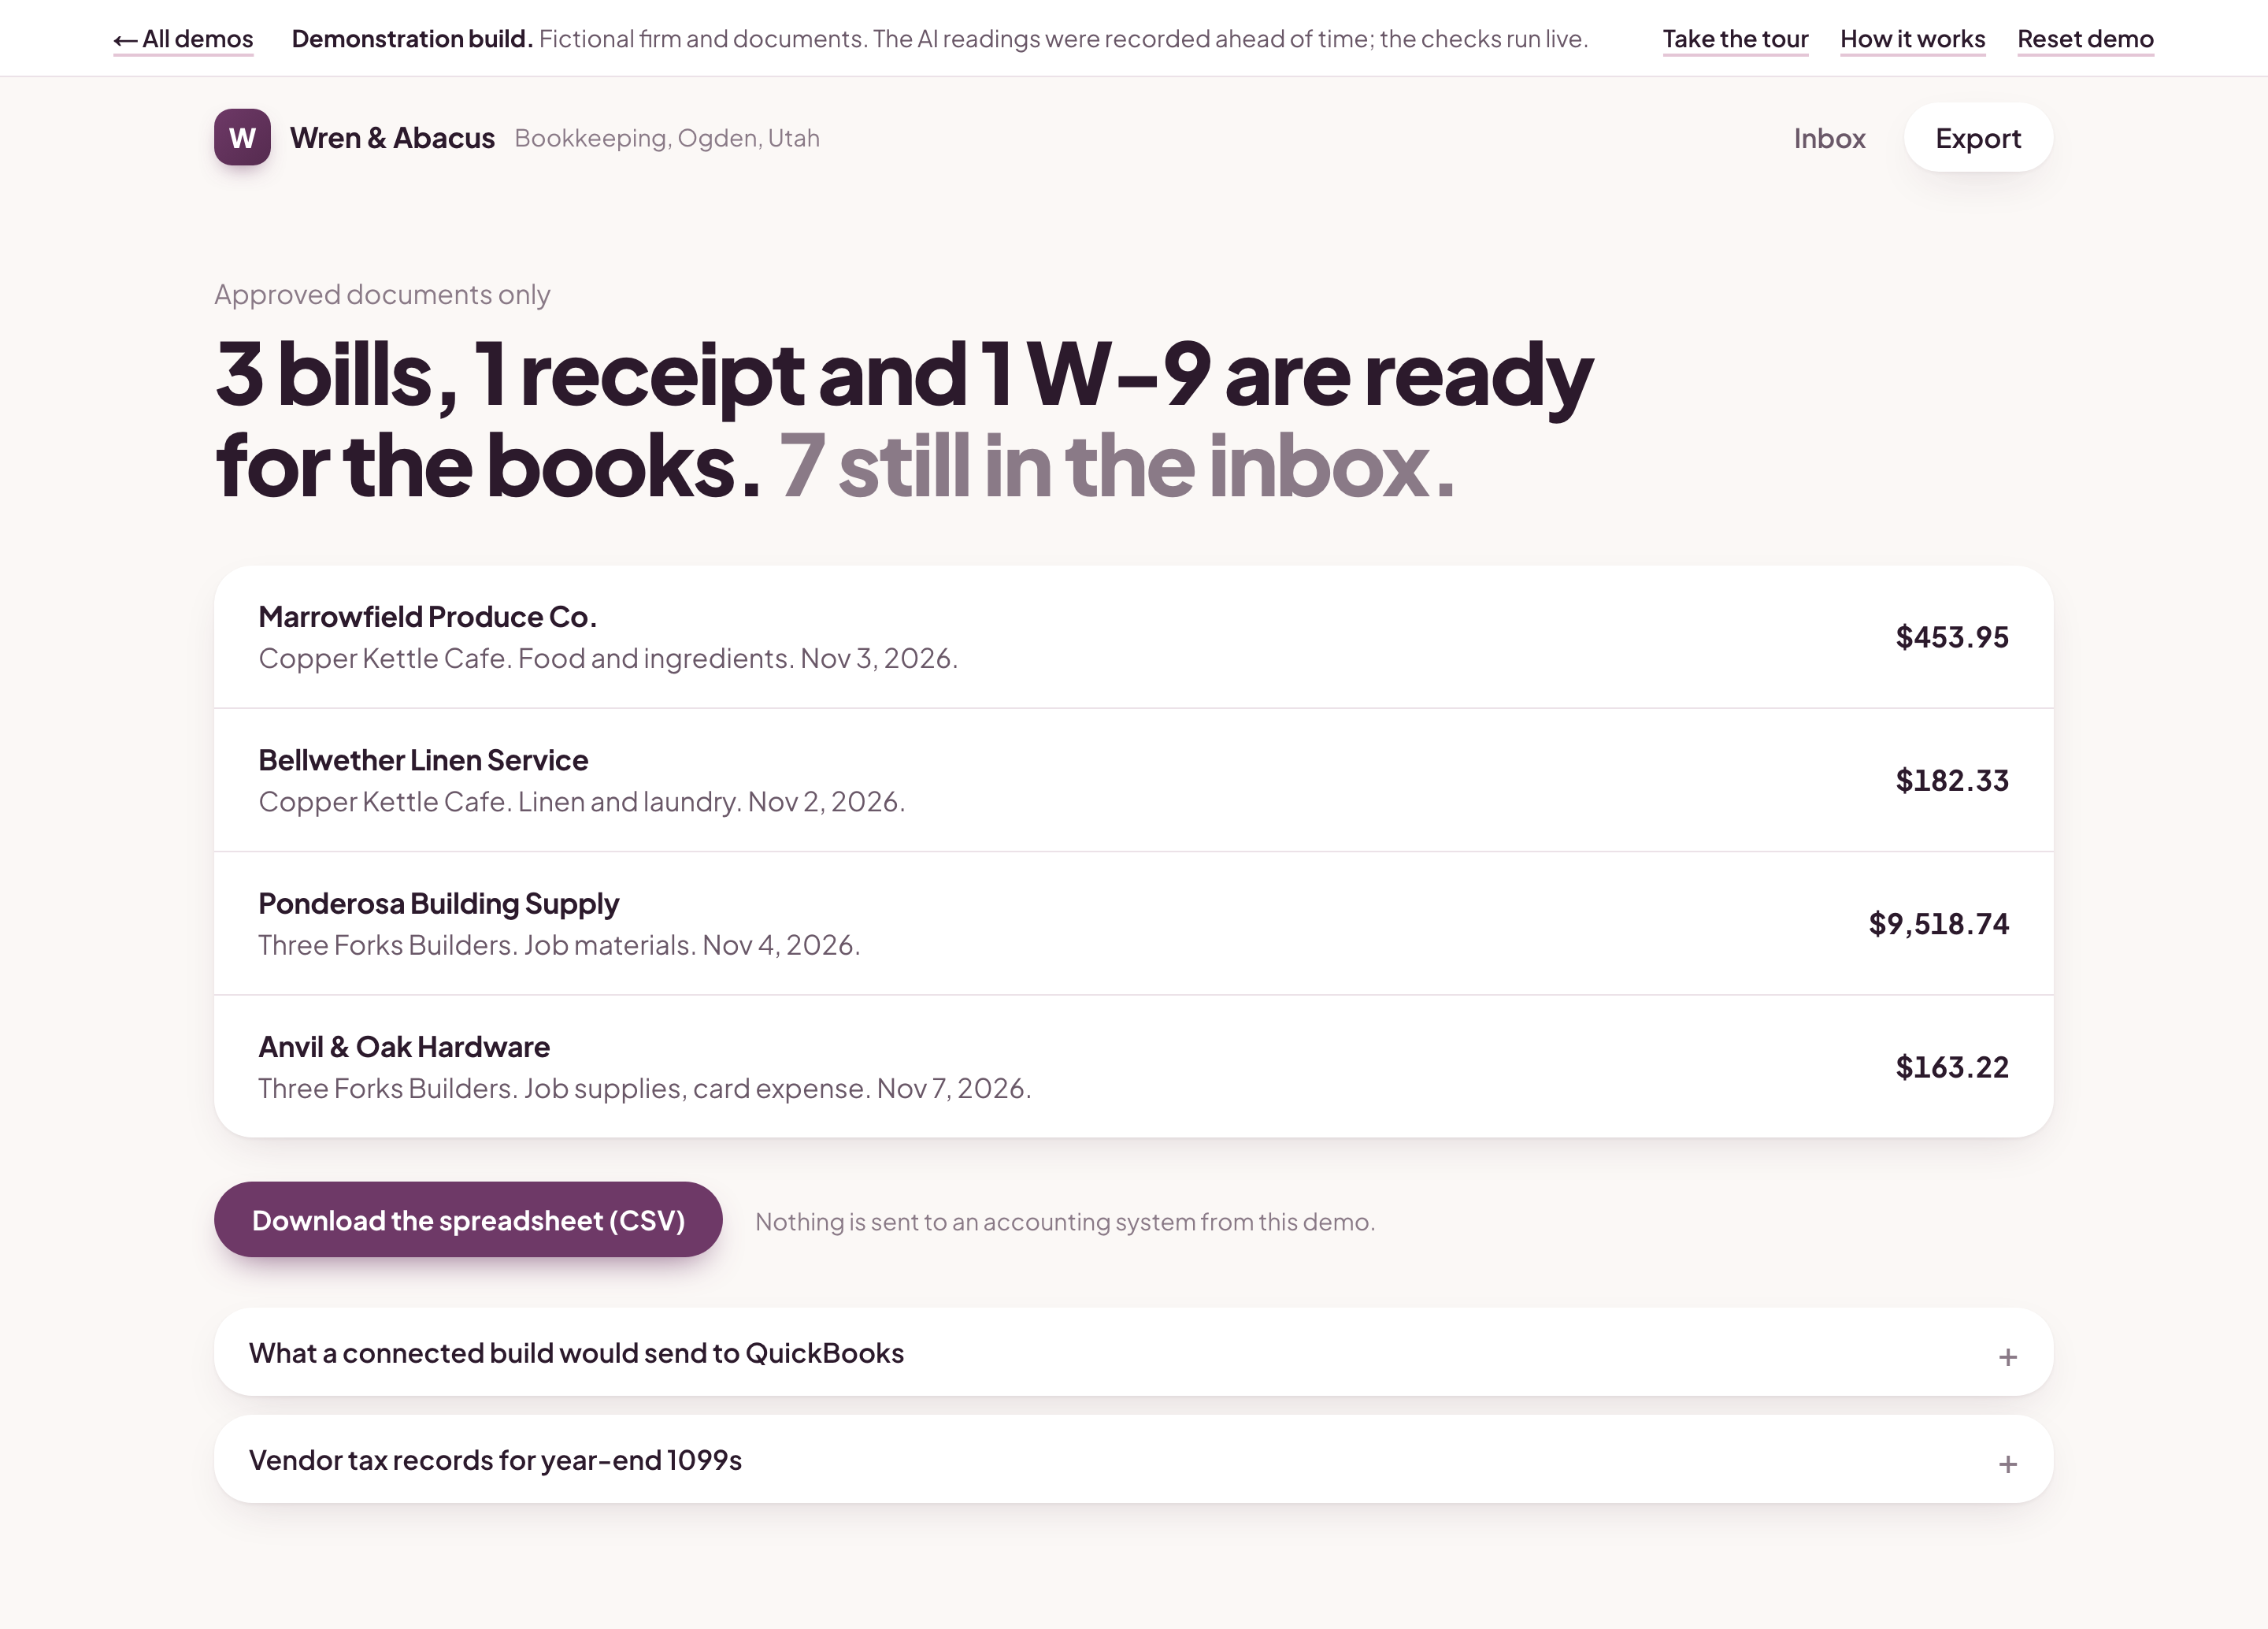 ← All demos Demonstration build. Fictional firm and documents. The AI readings were recorded ahead of time; the checks run live. Take the tour How it works Reset demo
W Wren & Abacus Bookkeeping, Ogden, Utah Inbox Export
Approved documents only
3 bills, 1 receipt and 1 W-9 are ready
for the books. 7 still in the inbox.
Marrowfield Produce Co.
Copper Kettle Cafe. Food and ingredients. Nov 3, 2026.
$453.95
Bellwether Linen Service
Copper Kettle Cafe. Linen and laundry. Nov 2, 2026.
$182.33
Ponderosa Building Supply
Three Forks Builders. Job materials. Nov 4, 2026.
$9,518.74
Anvil & Oak Hardware
Three Forks Builders. Job supplies, card expense. Nov 7, 2026.
$163.22
Download the spreadsheet (CSV) Nothing is sent to an accounting system from this demo.
What a connected build would send to QuickBooks +
Vendor tax records for year-end 1099s +